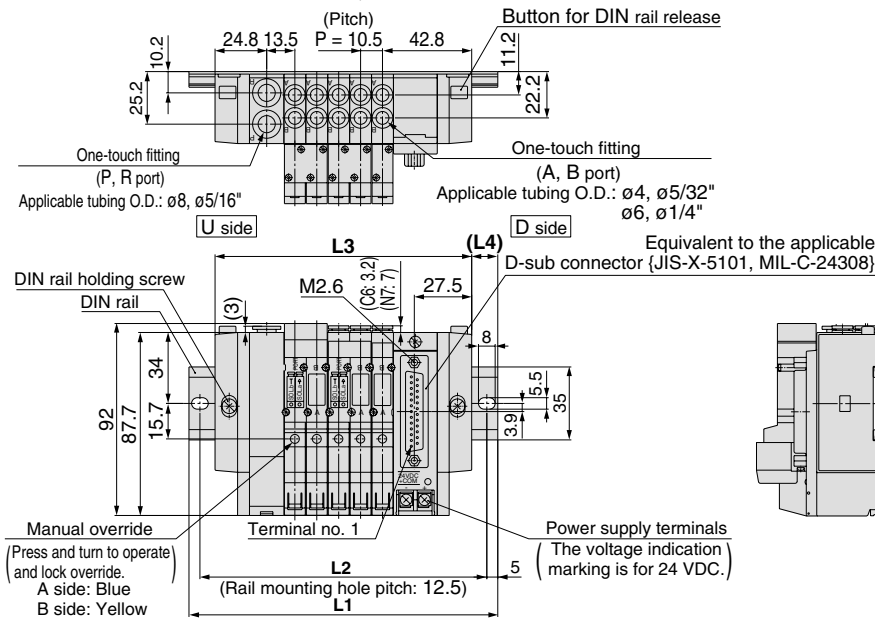 (Pitch)
Button for DIN rail release
24.8 13.5 P = 10.5 42.8
10.2
11.2
25.2
22.2
One-touch fitting
(P, R port)
Applicable tubing O.D.: ø8, ø5/16"
One-touch fitting
(A, B port)
Applicable tubing O.D.: ø4, ø5/32"
ø6, ø1/4"
U side
D side
L3
(L4)
Equivalent to the applicable
D-sub connector {JIS-X-5101, MIL-C-24308}
DIN rail holding screw
DIN rail
(3)
M2.6
(C6: 3.2)
(N7: 7)
27.5
8
34
5.5
35
92
87.7
15.7
3.9
24VDC
Manual override
(Press and turn to operate
and lock override.)
A side: Blue
B side: Yellow
Terminal no. 1
Power supply terminals
(The voltage indication
marking is for 24 VDC.)
L2
5
(Rail mounting hole pitch: 12.5)
L1